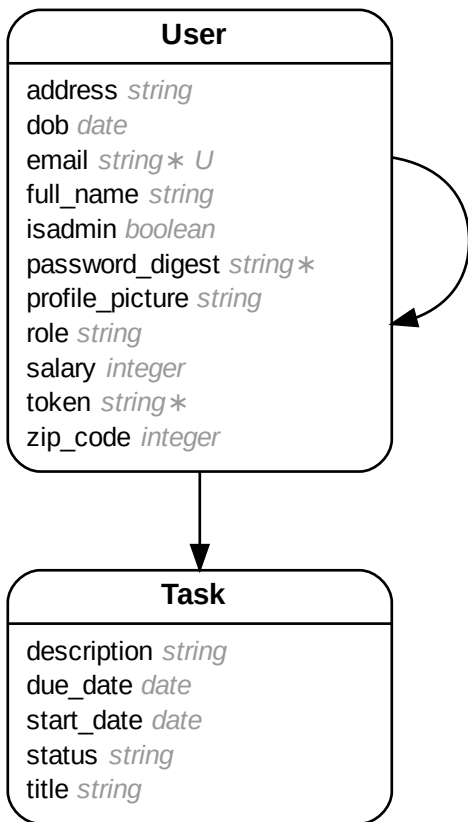 User
address string
dob date
email string∗ U
full_name string
isadmin boolean
password_digest string∗
profile_picture string
role string
salary integer
token string∗
zip_code integer
Task
description string
due_date date
start_date date
status string
title string